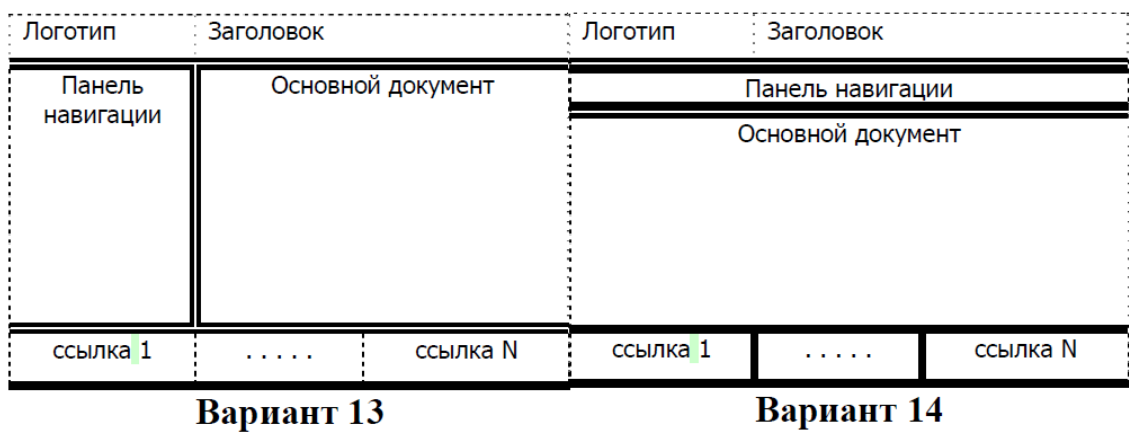 Логотип Заголовок
Панель навигации
Основной документ
ссылка 1 ..... ссылка N
Вариант 13
Логотип Заголовок
Панель навигации
Основной документ
ссылка 1 ..... ссылка N
Вариант 14